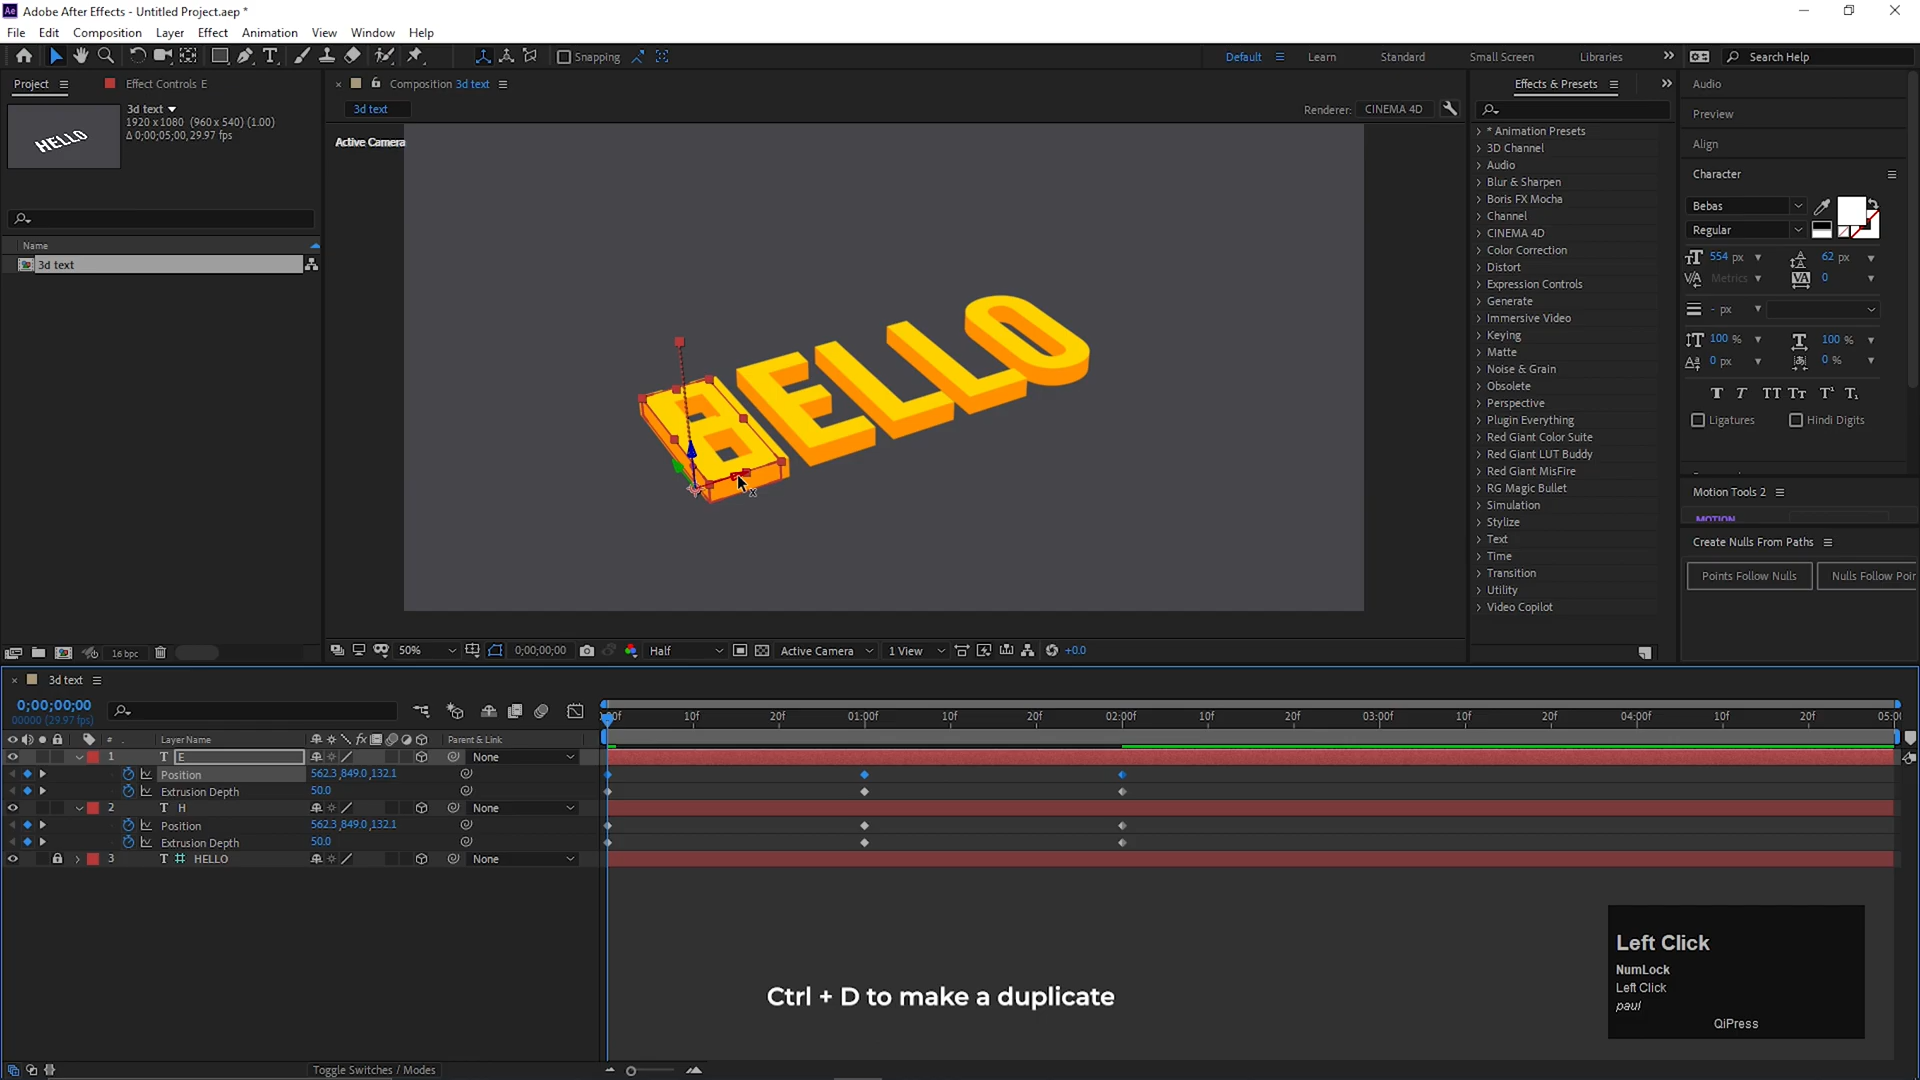 Adobe After Effects - Untitled Project.aep *
File Edit Composition Layer Effect Animation View Window Help
Snapping
Default Learn Standard Small Screen Libraries
Search Help
Project
Effect Controls E
3d text
1920 x 1080 (960 x 540) (1.00)
Δ 0;00;05;00, 29.97 fps
HELLO
Name
3d text
16 bpc
Composition 3d text
3d text
Renderer: CINEMA 4D
Active Camera
HELLO
50%
0;00;00;00
Half
Active Camera
1 View
+0.0
Effects & Presets
* Animation Presets
3D Channel
Audio
Blur & Sharpen
Boris FX Mocha
Channel
CINEMA 4D
Color Correction
Distort
Expression Controls
Generate
Immersive Video
Keying
Matte
Noise & Grain
Obsolete
Perspective
Plugin Everything
Red Giant Color Suite
Red Giant LUT Buddy
Red Giant MisFire
RG Magic Bullet
Simulation
Stylize
Text
Time
Transition
Utility
Video Copilot
Audio
Preview
Align
Character
Bebas
Regular
554 px
62 px
Metrics
0
- px
100 %
100 %
0 px
0 %
Ligatures
Hindi Digits
Motion Tools 2
MOTION
Create Nulls From Paths
Points Follow Nulls
Nulls Follow Poi
3d text
0;00;00;00
00000 (29.97 fps)
# Layer Name Parent & Link
1 T E None
Position 562.3,849.0,132.1
Extrusion Depth 50.0
2 T H None
Position 562.3,849.0,132.1
Extrusion Depth 50.0
3 T HELLO None
10f 20f 01:00f 10f 20f 02:00f 10f 20f 03:00f 10f 20f 04:00f 10f 20f 05:0
Toggle Switches / Modes
Ctrl + D to make a duplicate
Left Click
NumLock
Left Click
paul
QiPress